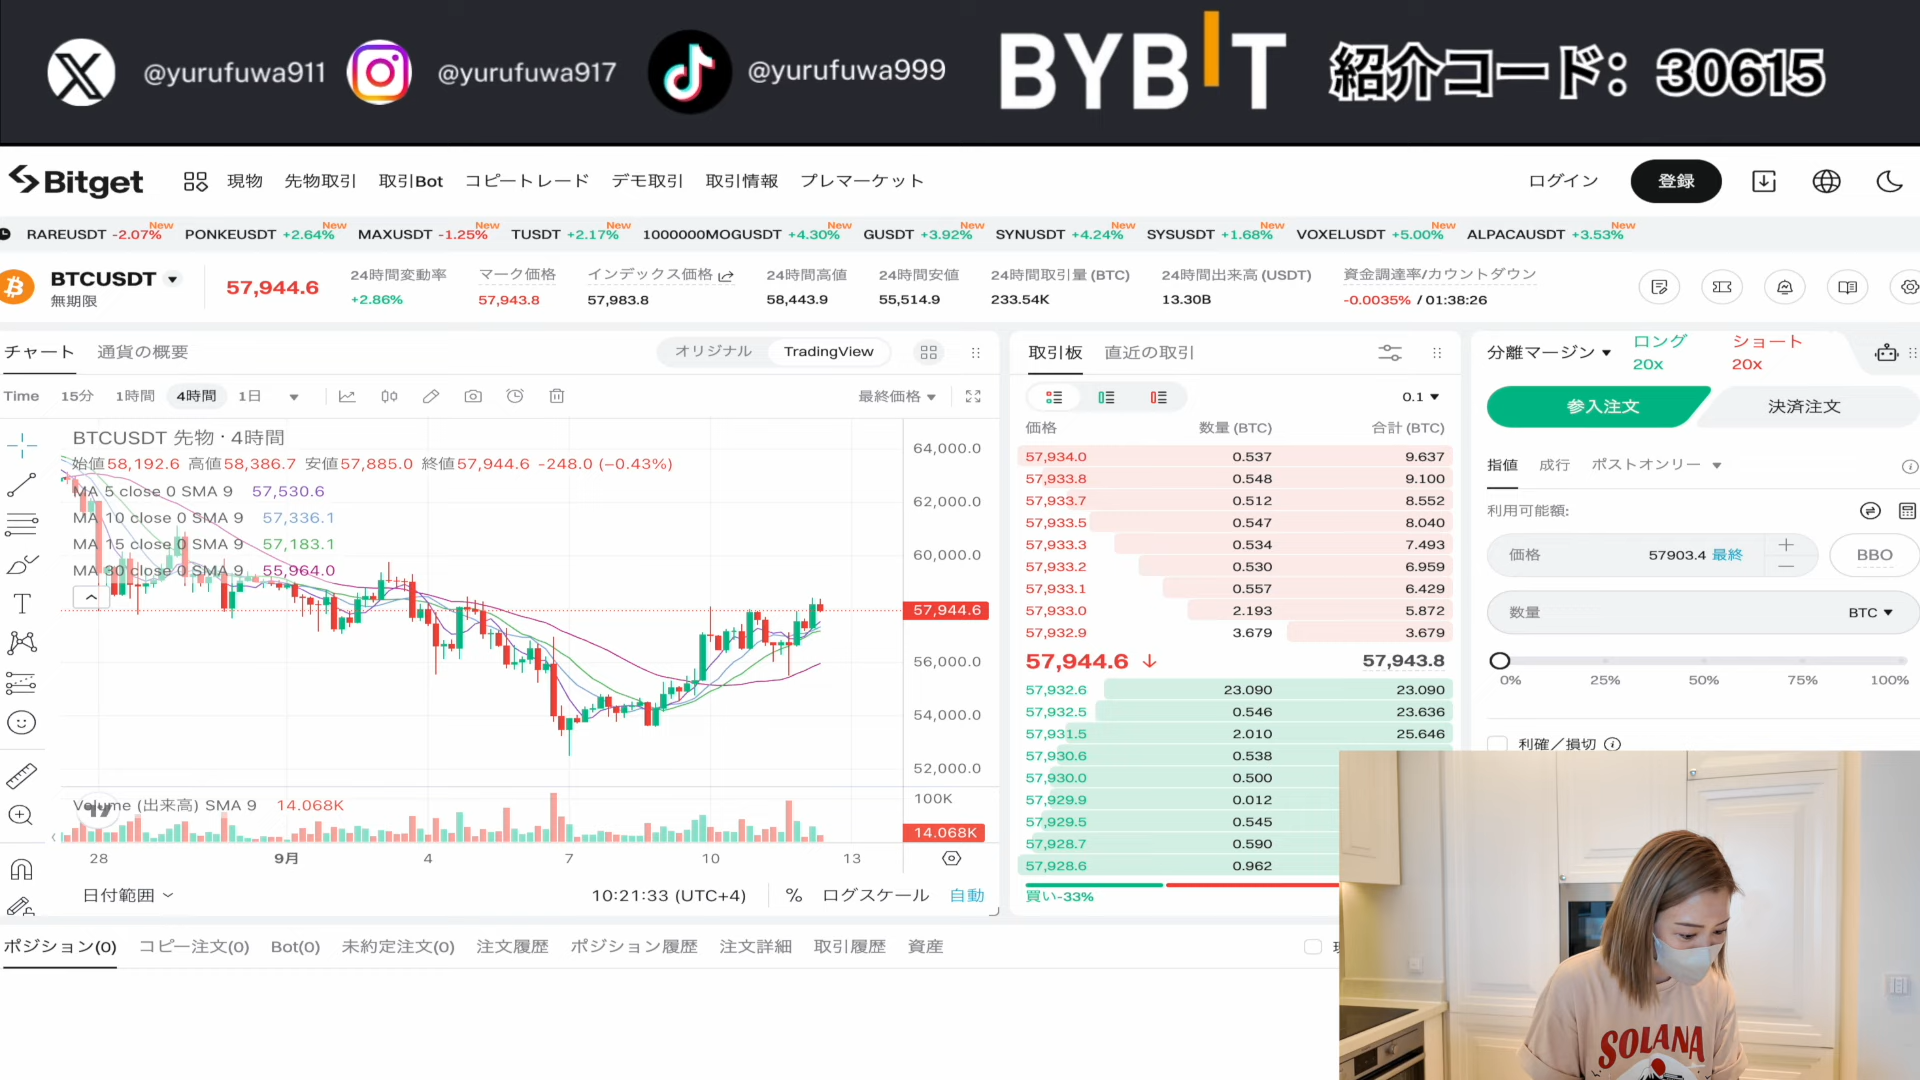 @yurufuwa911 @yurufuwa917 @yurufuwa999 BYBIT 紹介コード：30615
Bitget 現物 先物取引 取引Bot コピートレード デモ取引 取引情報 プレマーケット ログイン 登録
RAREUSDT -2.07% New PONKEUSDT +2.64% New MAXUSDT -1.25% New TUSDT +2.17% New 1000000MOGUSDT +4.30% New GUSDT +3.92% New SYNUSDT +4.24% New SYSUSDT +1.68% New VOXELUSDT +5.00% New ALPACAUSDT +3.53% New
BTCUSDT 57,944.6 24時間変動率 マーク価格 インデックス価格 24時間高値 24時間安値 24時間取引量 (BTC) 24時間出来高 (USDT) 資金調達率/カウントダウン
無期限 +2.86% 57,943.8 57,983.8 58,443.9 55,514.9 233.54K 13.30B -0.0035% / 01:38:26
チャート 通貨の概要 オリジナル TradingView
Time 15分 1時間 4時間 1日 最終価格
BTCUSDT 先物 · 4時間
始値58,192.6 高値58,386.7 安値57,885.0 終値57,944.6 -248.0 (−0.43%)
MA 5 close 0 SMA 9 57,530.6
MA 10 close 0 SMA 9 57,336.1
MA 15 close 0 SMA 9 57,183.1
MA 30 close 0 SMA 9 55,964.0
64,000.0
62,000.0
60,000.0
57,944.6
56,000.0
54,000.0
52,000.0
Volume (出来高) SMA 9 14.068K
100K
14.068K
28 9月 4 7 10 13
日付範囲 10:21:33 (UTC+4) % ログスケール 自動
取引板 直近の取引
0.1
価格 数量 (BTC) 合計 (BTC)
57,934.0 0.537 9.637
57,933.8 0.548 9.100
57,933.7 0.512 8.552
57,933.5 0.547 8.040
57,933.3 0.534 7.493
57,933.2 0.530 6.959
57,933.1 0.557 6.429
57,933.0 2.193 5.872
57,932.9 3.679 3.679
57,944.6 ↓ 57,943.8
57,932.6 23.090 23.090
57,932.5 0.546 23.636
57,931.5 2.010 25.646
57,930.6 0.538
57,930.0 0.500
57,929.9 0.012
57,929.5 0.545
57,928.7 0.590
57,928.6 0.962
買い-33%
分離マージン ロング 20x ショート 20x
参入注文 決済注文
指値 成行 ポストオンリー
利用可能額:
価格 57903.4 最終 BBO
数量 BTC
0% 25% 50% 75% 100%
利確／損切
ポジション(0) コピー注文(0) Bot(0) 未約定注文(0) 注文履歴 ポジション履歴 注文詳細 取引履歴 資産
SOLANA